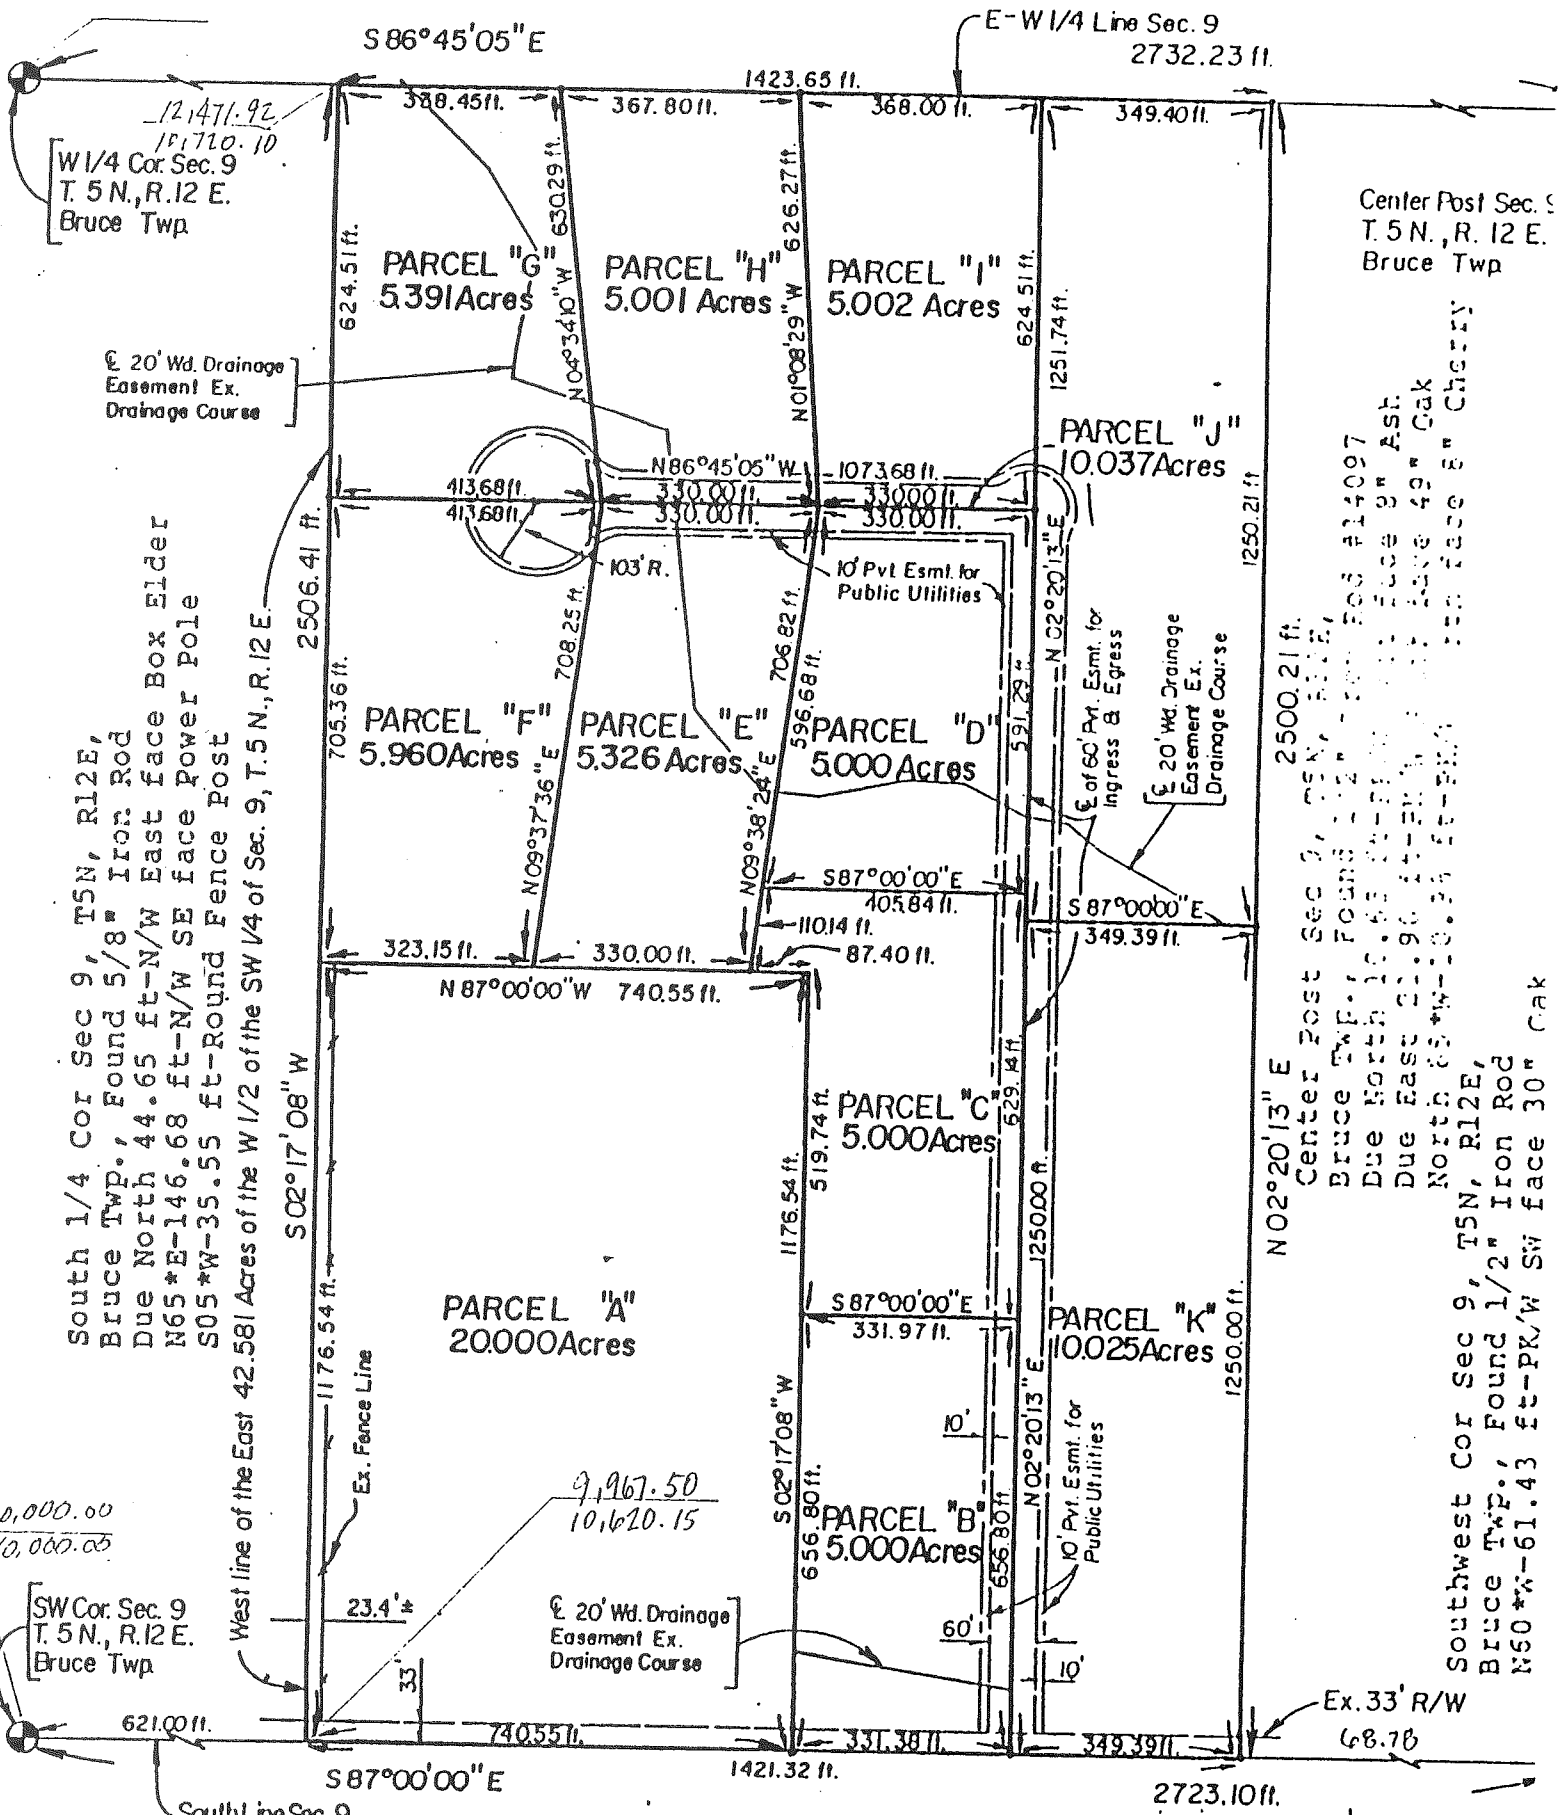 S 86°45'05" E
E-W 1/4 Line Sec. 9
2732.23 ft.
1423.65 ft.
338.45 ft.
367.80 ft.
368.00 ft.
349.40 ft.
12,471.92
W 1/4 Cor. Sec. 9
T. 5 N., R. 12 E.
Bruce Twp.
Center Post Sec. 9
T. 5 N., R. 12 E.
Bruce Twp.
624.51 ft.
630.29 ft.
N04°34'10" W
626.27 ft.
N01°08'29" W
624.51 ft.
1251.74 ft.
PARCEL "G"
5.391 Acres
PARCEL "H"
5.001 Acres
PARCEL "I"
5.002 Acres
PARCEL "J"
10.037 Acres
℄ 20' Wd. Drainage
Easement Ex.
Drainage Course
N86°45'05" W
1073.68 ft.
413.68 ft.
330.00 ft.
330.00 ft.
413.68 ft.
330.00 ft.
330.00 ft.
103' R.
10' Pvt. Esmt. for
Public Utilities
N 02°20'13" E
1250.21 ft.
2506.41 ft.
705.36 ft.
708.25 ft.
N09°37'36" E
706.82 ft.
596.68 ft.
N09°38'24" E
591.29'
PARCEL "F"
5.960 Acres
PARCEL "E"
5.326 Acres
PARCEL "D"
5.000 Acres
℄ of 60' Pvt. Esmt. for
Ingress & Egress
℄ 20' Wd. Drainage
Easement Ex.
Drainage Course
2500.21 ft.
S 87°00'00" E
405.84 ft.
S 87°00'00" E
349.39 ft.
110.14 ft.
87.40 ft.
323.15 ft.
330.00 ft.
N 87°00'00" W 740.55 ft.
South 1/4 Cor Sec 9, T5N, R12E,
Bruce Twp., Found 5/8" Iron Rod
Due North 44.65 ft-N/W East face Box Elder
N65*E-146.68 ft-N/W SE face Power Pole
S05*W-35.55 ft-Round Fence Post
West line of the East 42.581 Acres of the W 1/2 of the SW 1/4 of Sec. 9, T. 5 N., R. 12 E.
S 02°17'08" W
1176.54 ft.
Ex. Fence Line
PARCEL "A"
20.000 Acres
1176.54 ft.
519.74 ft.
PARCEL "C"
5.000 Acres
629.14 ft.
1250.00 ft.
S 87°00'00" E
331.97 ft.
PARCEL "K"
10.025 Acres
1250.00 ft.
N 02°20'13" E
S 02°17'08" W
656.80 ft.
PARCEL "B"
5.000 Acres
656.80 ft.
N 02°20'13" E
10'
10' Pvt. Esmt. for
Public Utilities
60'
10'
Center Post Sec 9,
Bruce Twp., Found
Due North
Due East
North
Ash
Oak
Cherry
Southwest Cor Sec 9, T5N, R12E,
Bruce Twp., Found 1/2" Iron Rod
N50*W-61.43 ft-PK/W SW face 30" Oak
9,967.50
10,620.15
SW Cor. Sec. 9
T. 5 N., R. 12 E.
Bruce Twp.
23.4'±
33'
℄ 20' Wd. Drainage
Easement Ex.
Drainage Course
Ex. 33' R/W
68.78
621.00 ft.
740.55 ft.
331.38 ft.
349.39 ft.
S 87°00'00" E
1421.32 ft.
2723.10 ft.
South Line Sec. 9